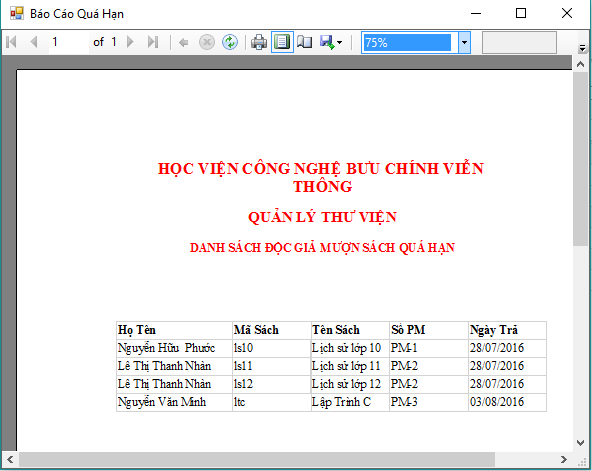 Báo Cáo Quá Hạn
1 of 1 75%
HỌC VIỆN CÔNG NGHỆ BƯU CHÍNH VIỄN
THÔNG
QUẢN LÝ THƯ VIỆN
DANH SÁCH ĐỘC GIẢ MƯỢN SÁCH QUÁ HẠN
Họ Tên Mã Sách Tên Sách Số PM Ngày Trã
Nguyễn Hữu Phước ls10 Lịch sử lớp 10 PM-1 28/07/2016
Lê Thị Thanh Nhàn ls11 Lịch sử lớp 11 PM-2 28/07/2016
Lê Thị Thanh Nhàn ls12 Lịch sử lớp 12 PM-2 28/07/2016
Nguyễn Văn Minh ltc Lập Trình C PM-3 03/08/2016